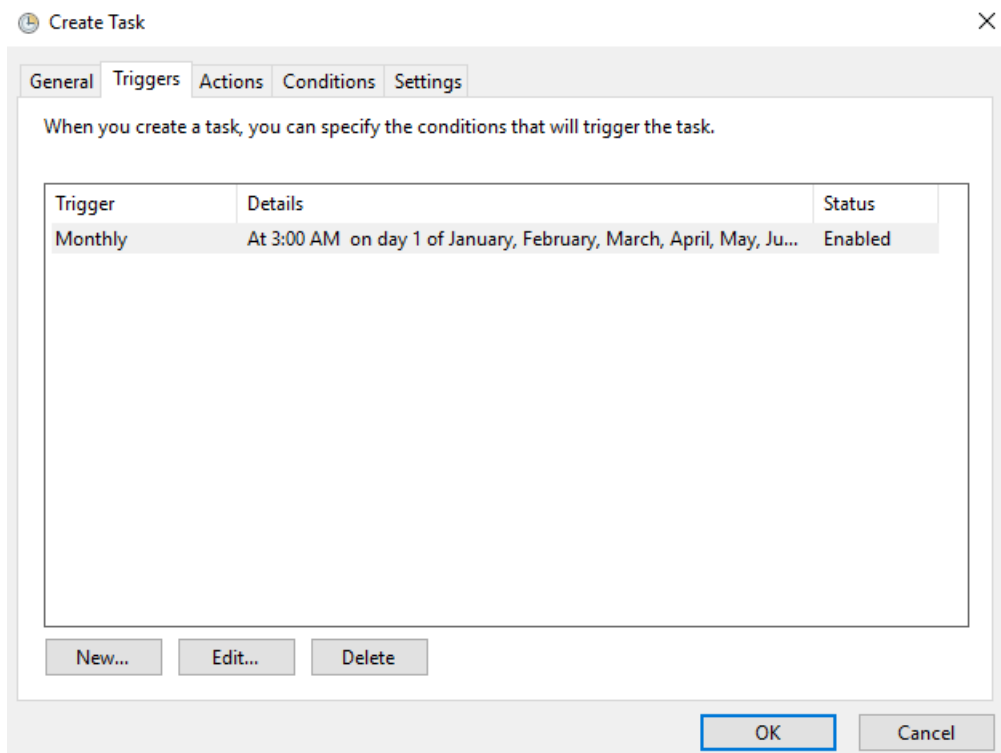 Create Task
General Triggers Actions Conditions Settings
When you create a task, you can specify the conditions that will trigger the task.
Trigger Details Status
Monthly At 3:00 AM on day 1 of January, February, March, April, May, Ju... Enabled
New... Edit... Delete
OK Cancel